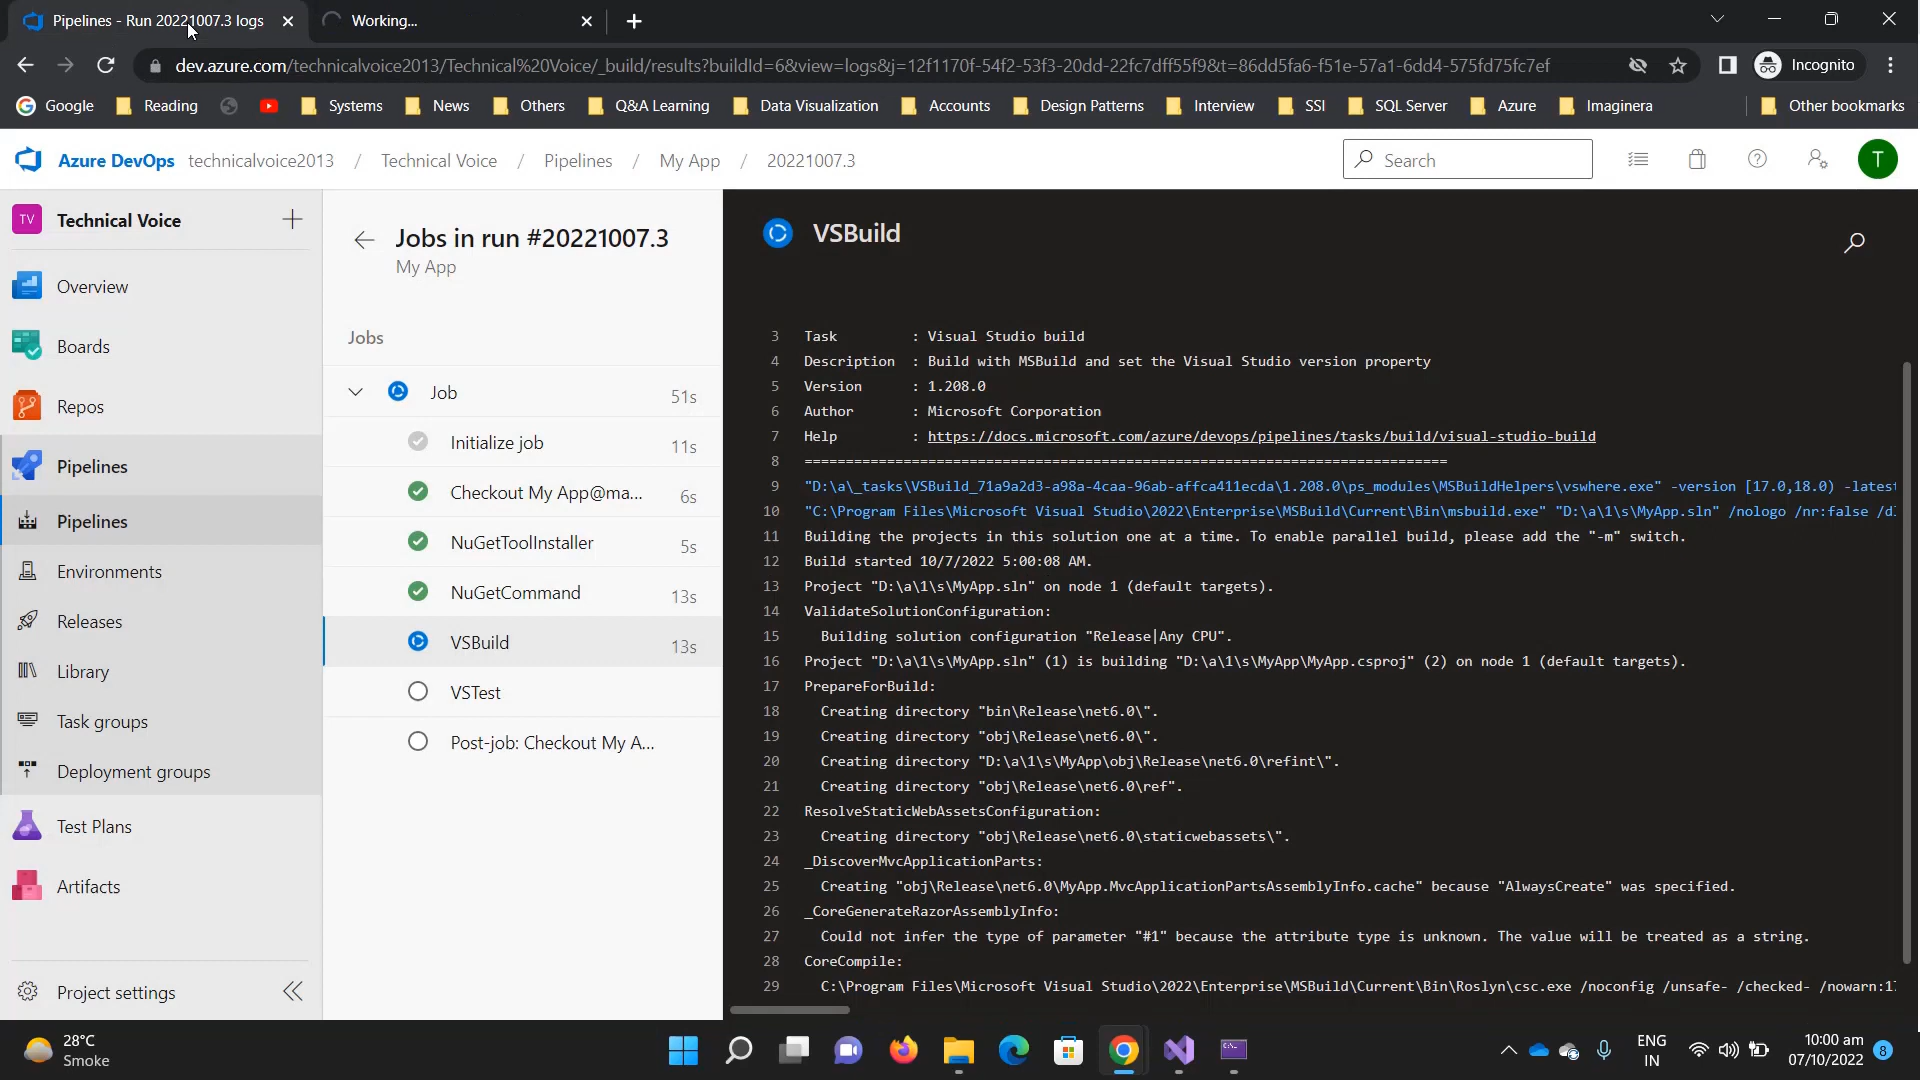 Pipelines - Run 20221007.3 logs
Working...
dev.azure.com/technicalvoice2013/Technical%20Voice/_build/results?buildId=6&view=logs&j=12f1170f-54f2-53f3-20dd-22fc7dff55f9&t=86dd5fa6-f51e-57a1-6dd4-575fd75fc7ef
Incognito
Google
Reading
Systems
News
Others
Q&A Learning
Data Visualization
Accounts
Design Patterns
Interview
SSI
SQL Server
Azure
Imaginera
Other bookmarks
Azure DevOps technicalvoice2013 / Technical Voice / Pipelines / My App / 20221007.3
Search
T
TV Technical Voice
Overview
Boards
Repos
Pipelines
Pipelines
Environments
Releases
Library
Task groups
Deployment groups
Test Plans
Artifacts
Project settings
Jobs in run #20221007.3
My App
Jobs
Job 51s
Initialize job 11s
Checkout My App@ma... 6s
NuGetToolInstaller 5s
NuGetCommand 13s
VSBuild 13s
VSTest
Post-job: Checkout My A...
VSBuild
3 Task : Visual Studio build
4 Description : Build with MSBuild and set the Visual Studio version property
5 Version : 1.208.0
6 Author : Microsoft Corporation
7 Help : https://docs.microsoft.com/azure/devops/pipelines/tasks/build/visual-studio-build
8 ==============================================================================
9 "D:\a\_tasks\VSBuild_71a9a2d3-a98a-4caa-96ab-affca411ecda\1.208.0\ps_modules\MSBuildHelpers\vswhere.exe" -version [17.0,18.0) -latest
10 "C:\Program Files\Microsoft Visual Studio\2022\Enterprise\MSBuild\Current\Bin\msbuild.exe" "D:\a\1\s\MyApp.sln" /nologo /nr:false /dl
11 Building the projects in this solution one at a time. To enable parallel build, please add the "-m" switch.
12 Build started 10/7/2022 5:00:08 AM.
13 Project "D:\a\1\s\MyApp.sln" on node 1 (default targets).
14 ValidateSolutionConfiguration:
15 Building solution configuration "Release|Any CPU".
16 Project "D:\a\1\s\MyApp.sln" (1) is building "D:\a\1\s\MyApp\MyApp.csproj" (2) on node 1 (default targets).
17 PrepareForBuild:
18 Creating directory "bin\Release\net6.0\".
19 Creating directory "obj\Release\net6.0\".
20 Creating directory "D:\a\1\s\MyApp\obj\Release\net6.0\refint\".
21 Creating directory "obj\Release\net6.0\ref".
22 ResolveStaticWebAssetsConfiguration:
23 Creating directory "obj\Release\net6.0\staticwebassets\".
24 _DiscoverMvcApplicationParts:
25 Creating "obj\Release\net6.0\MyApp.MvcApplicationPartsAssemblyInfo.cache" because "AlwaysCreate" was specified.
26 _CoreGenerateRazorAssemblyInfo:
27 Could not infer the type of parameter "#1" because the attribute type is unknown. The value will be treated as a string.
28 CoreCompile:
29 C:\Program Files\Microsoft Visual Studio\2022\Enterprise\MSBuild\Current\Bin\Roslyn\csc.exe /noconfig /unsafe- /checked- /nowarn:17
28°C
Smoke
ENG
IN
10:00 am
07/10/2022
8